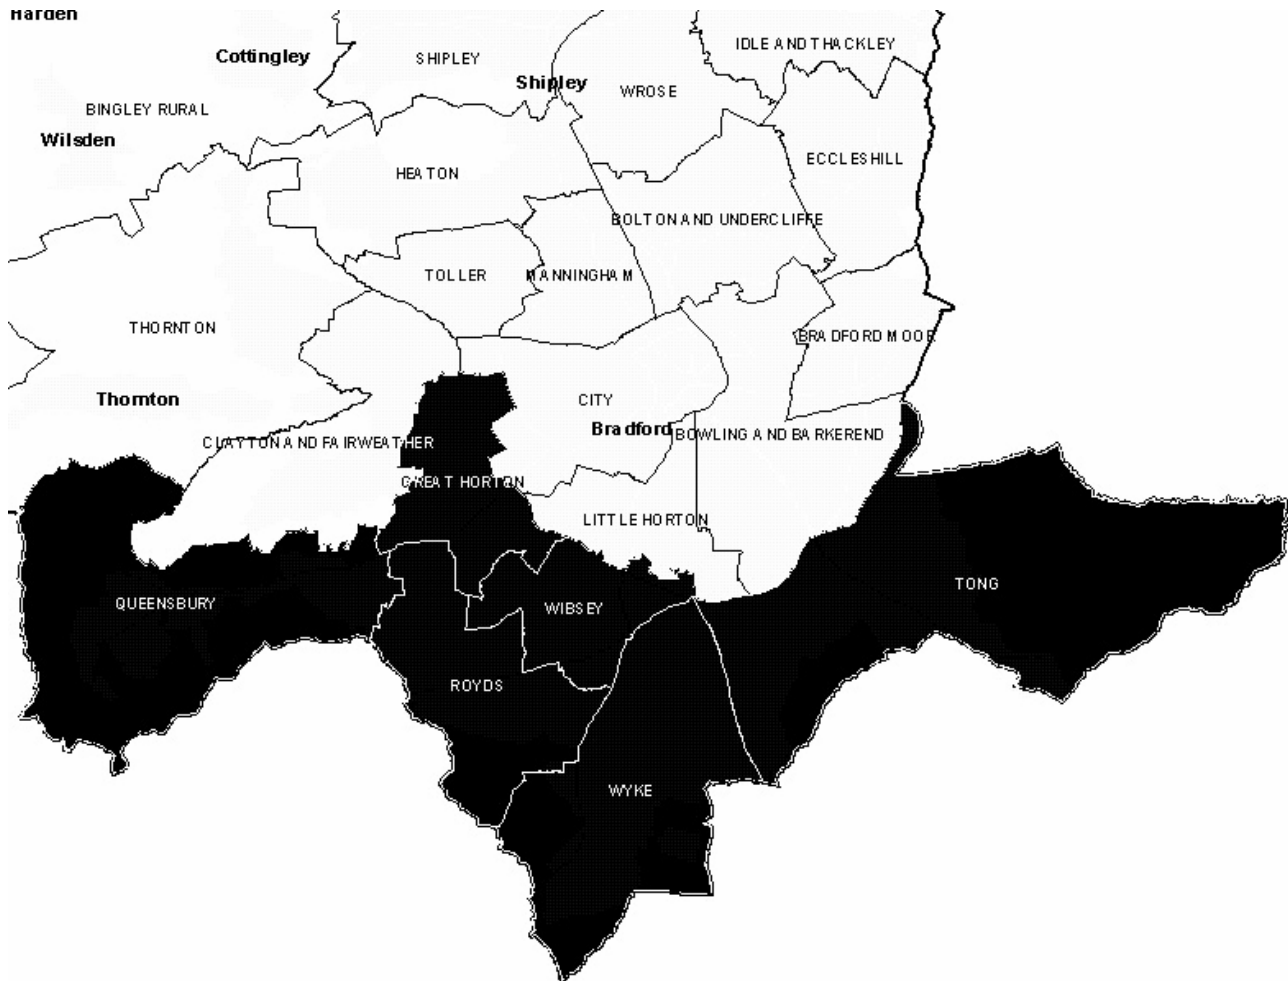 Harden
IDLE AND THACKLEY
Cottingley
SHIPLEY
Shipley
WROSE
BINGLEY RURAL
Wilsden
HEATON
ECCLESHILL
BOLTON AND UNDERCLIFFE
TOLLER
MANNINGHAM
THORNTON
BRADFORD MOOR
Thornton
CITY
Bradford
BOWLING AND BARKEREND
CLAYTON AND FAIRWEATHER
GREAT HORTON
LITTLE HORTON
TONG
QUEENSBURY
WIBSEY
ROYDS
WYKE